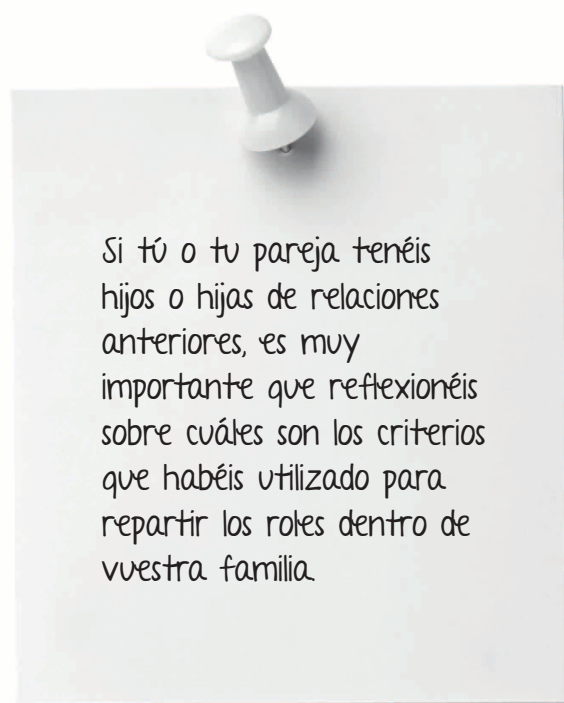 Si tú o tu pareja tenéis
hijos o hijas de relaciones
anteriores, es muy
importante que reflexionéis
sobre cuáles son los criterios
que habéis utilizado para
repartir los roles dentro de
vuestra familia.